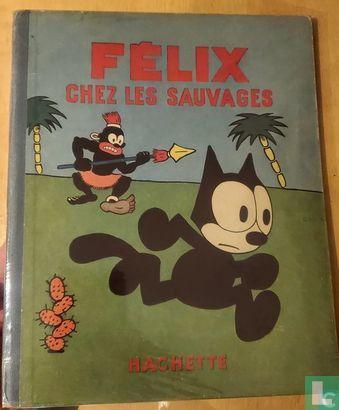 FÉLIX
CHEZ LES SAUVAGES
HACHETTE